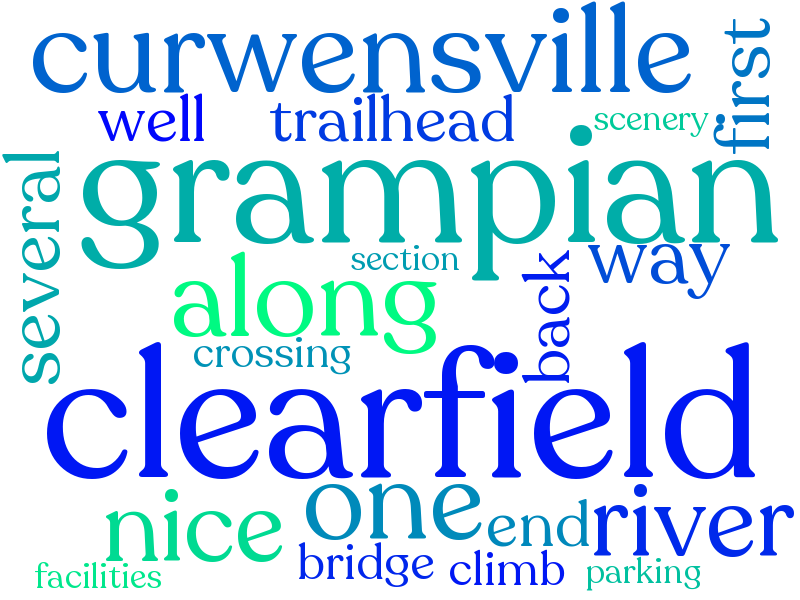 curwensville
first
well
trailhead
scenery
grampian
several
section
back
way
along
crossing
clearfield
nice
one
end
river
bridge
climb
facilities
parking